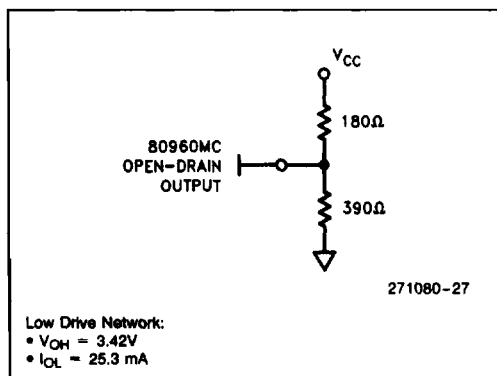 VCC
180Ω
80960MC
OPEN-DRAIN
OUTPUT
390Ω
271080-27
Low Drive Network:
• VOH = 3.42V
• IOL = 25.3 mA